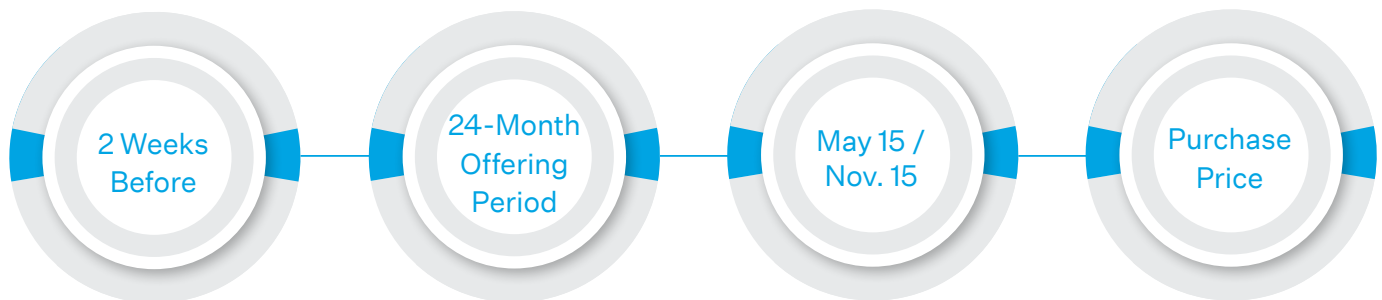 2 Weeks
Before
24-Month
Offering
Period
May 15 /
Nov. 15
Purchase
Price